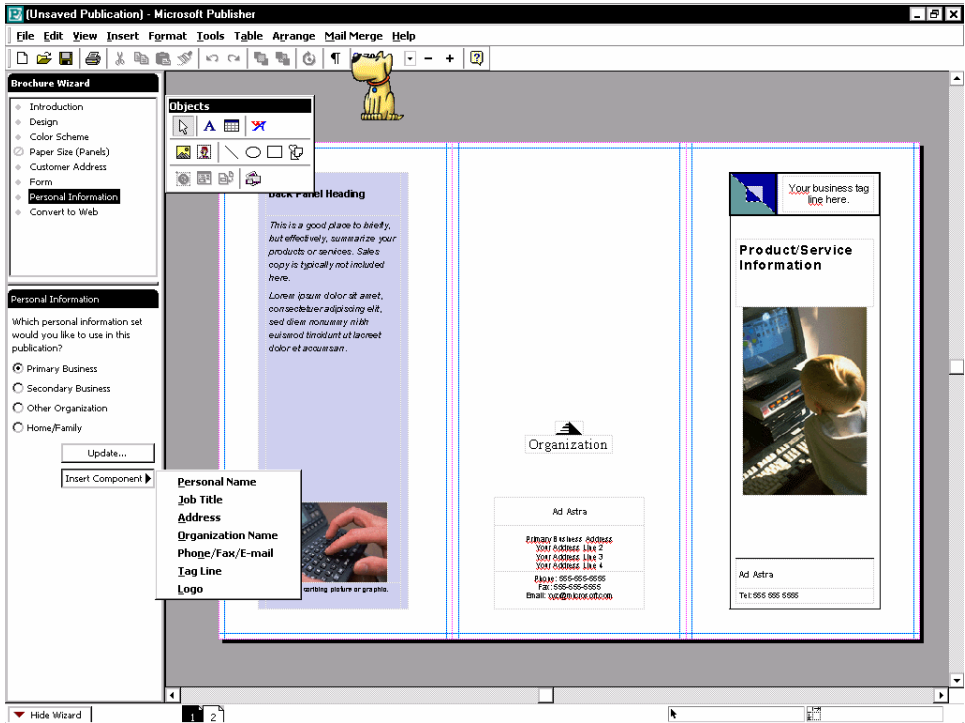 (Unsaved Publication) - Microsoft Publisher
File Edit View Insert Format Tools Table Arrange Mail Merge Help
Brochure Wizard
Introduction
Design
Color Scheme
Paper Size (Panels)
Customer Address
Form
Personal Information
Convert to Web
Personal Information
Which personal information set
would you like to use in this
publication?
Primary Business
Secondary Business
Other Organization
Home/Family
Update...
Insert Component
Personal Name
Job Title
Address
Organization Name
Phone/Fax/E-mail
Tag Line
Logo
Hide Wizard
Objects
Back Panel Heading
This is a good place to briefly,
but effectively, summarize your
products or services. Sales
copy is typically not included
here.
Lorem ipsum dolor sit amet,
consectetuer adipiscing elit,
sed diem nonummy nibh
euismod tincidunt ut lacreet
dolor et accumsan.
picture or graphic.
Organization
Ad Astra
Primary Business Address
Your Address Line 2
Your Address Line 3
Your Address Line 4
Phone: 555-555-5555
Fax: 555-555-5555
Email: xyz@microsoft.com
Your business tag
line here.
Product/Service
Information
Ad Astra
Tel: 555 555 5555
1 2